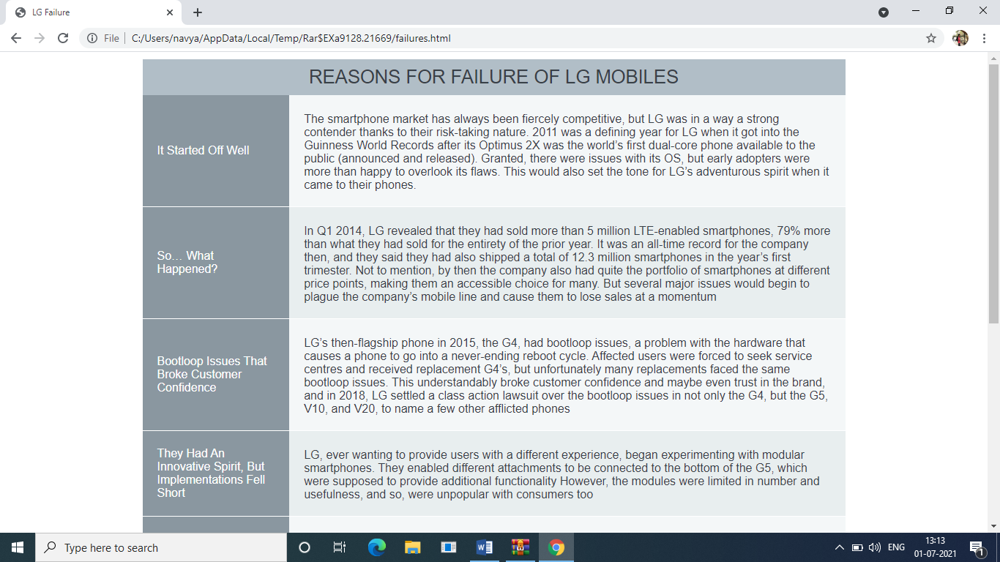 LG Failure
File
C:/Users/navya/AppData/Local/Temp/Rar$EXa9128.21669/failures.html
REASONS FOR FAILURE OF LG MOBILES
It Started Off Well
The smartphone market has always been fiercely competitive, but LG was in a way a strong
contender thanks to their risk-taking nature. 2011 was a defining year for LG when it got into the
Guinness World Records after its Optimus 2X was the world’s first dual-core phone available to the
public (announced and released). Granted, there were issues with its OS, but early adopters were
more than happy to overlook its flaws. This would also set the tone for LG’s adventurous spirit when it
came to their phones.
So… What
Happened?
In Q1 2014, LG revealed that they had sold more than 5 million LTE-enabled smartphones, 79% more
than what they had sold for the entirety of the prior year. It was an all-time record for the company
then, and they said they had also shipped a total of 12.3 million smartphones in the year’s first
trimester. Not to mention, by then the company also had quite the portfolio of smartphones at different
price points, making them an accessible choice for many. But several major issues would begin to
plague the company’s mobile line and cause them to lose sales at a momentum
Bootloop Issues That
Broke Customer
Confidence
LG’s then-flagship phone in 2015, the G4, had bootloop issues, a problem with the hardware that
causes a phone to go into a never-ending reboot cycle. Affected users were forced to seek service
centres and received replacement G4’s, but unfortunately many replacements faced the same
bootloop issues. This understandably broke customer confidence and maybe even trust in the brand,
and in 2018, LG settled a class action lawsuit over the bootloop issues in not only the G4, but the G5,
V10, and V20, to name a few other afflicted phones
They Had An
Innovative Spirit, But
Implementations Fell
Short
LG, ever wanting to provide users with a different experience, began experimenting with modular
smartphones. They enabled different attachments to be connected to the bottom of the G5, which
were supposed to provide additional functionality However, the modules were limited in number and
usefulness, and so, were unpopular with consumers too
Type here to search
W
ENG
13:13
01-07-2021
1